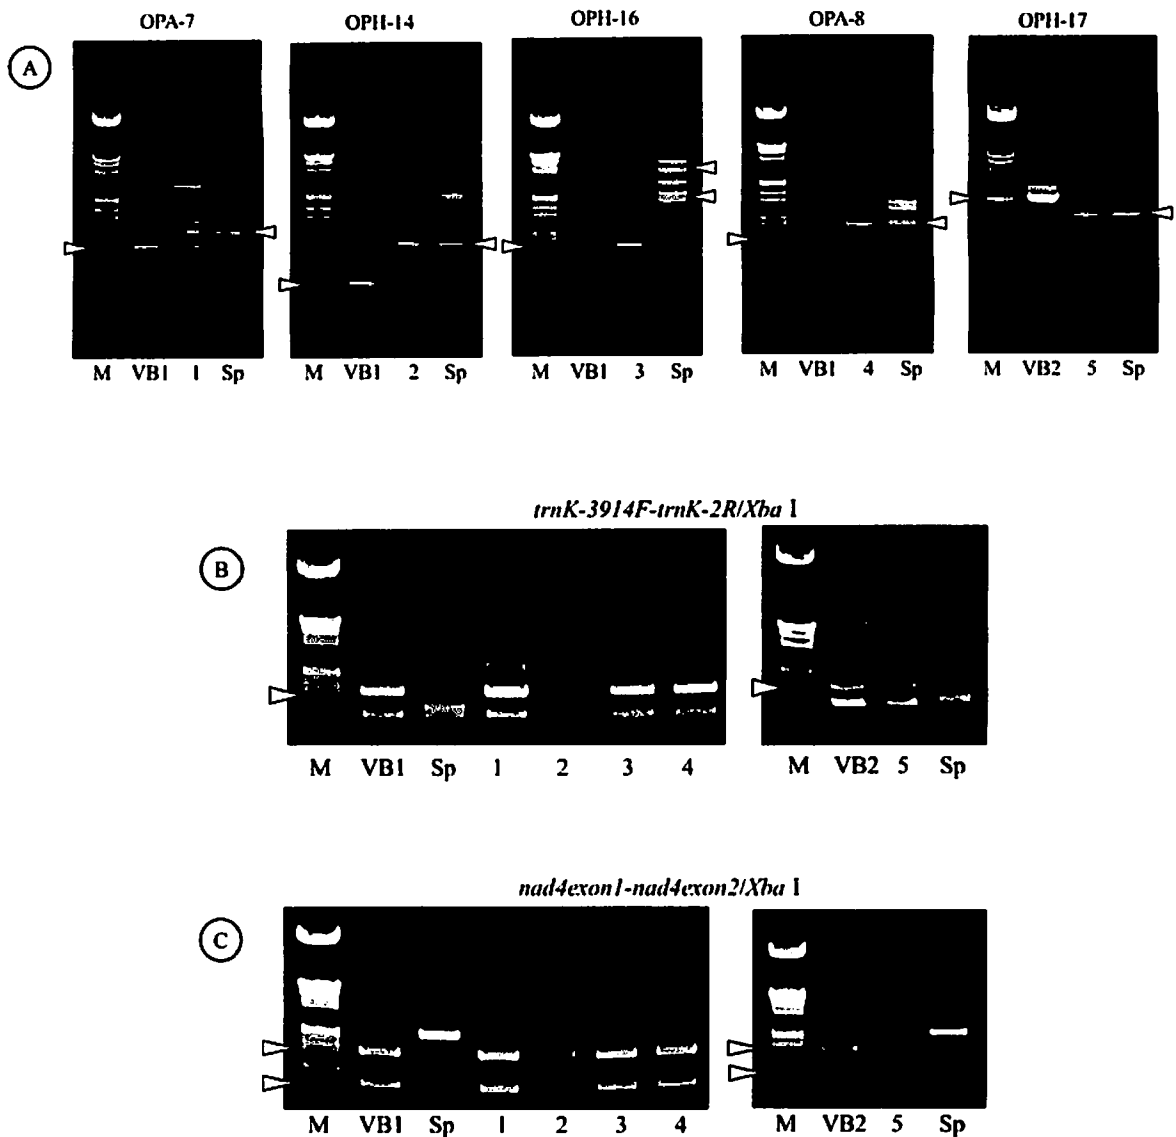 OPA-7 OPH-14 OPH-16 OPA-8 OPH-17
A
M VB1 1 Sp M VB1 2 Sp M VB1 3 Sp M VB1 4 Sp M VB2 5 Sp
trnK-3914F-trnK-2R/Xba I
B
M VB1 Sp 1 2 3 4 M VB2 5 Sp
nad4exon1-nad4exon2/Xba I
C
M VB1 Sp 1 2 3 4 M VB2 5 Sp